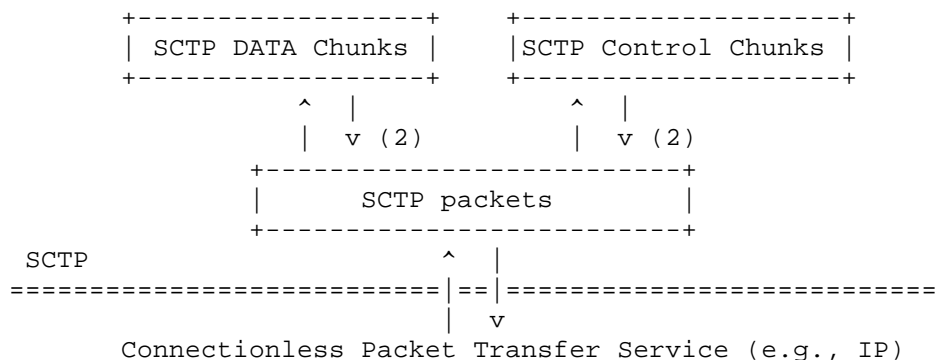 +------------------+    +--------------------+
| SCTP DATA Chunks |    |SCTP Control Chunks |
+------------------+    +--------------------+
^  |             ^  |
|  v (2)         |  v (2)
+--------------------------+
|      SCTP packets        |
+--------------------------+
SCTP                      ^  |
===========================|==|===========================
|  v
Connectionless Packet Transfer Service (e.g., IP)